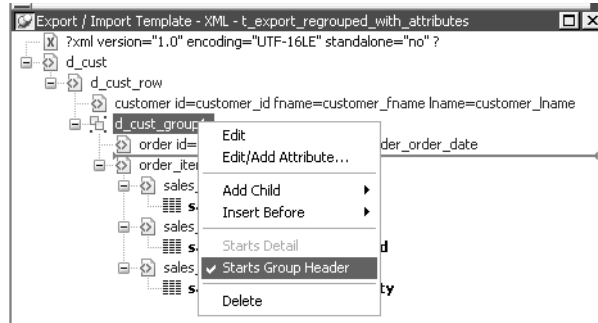 Export / Import Template - XML - t_export_regrouped_with_attributes
?xml version="1.0" encoding="UTF-16LE" standalone="no" ?
d_cust
d_cust_row
customer id=customer_id fname=customer_fname lname=customer_lname
d_cust_group
Edit
order id= der_order_date
Edit/Add Attribute...
order_ite
sales_
Add Child
s
Insert Before
sales_
s. Starts Detail d
sales_ Starts Group Header
s ty
Delete